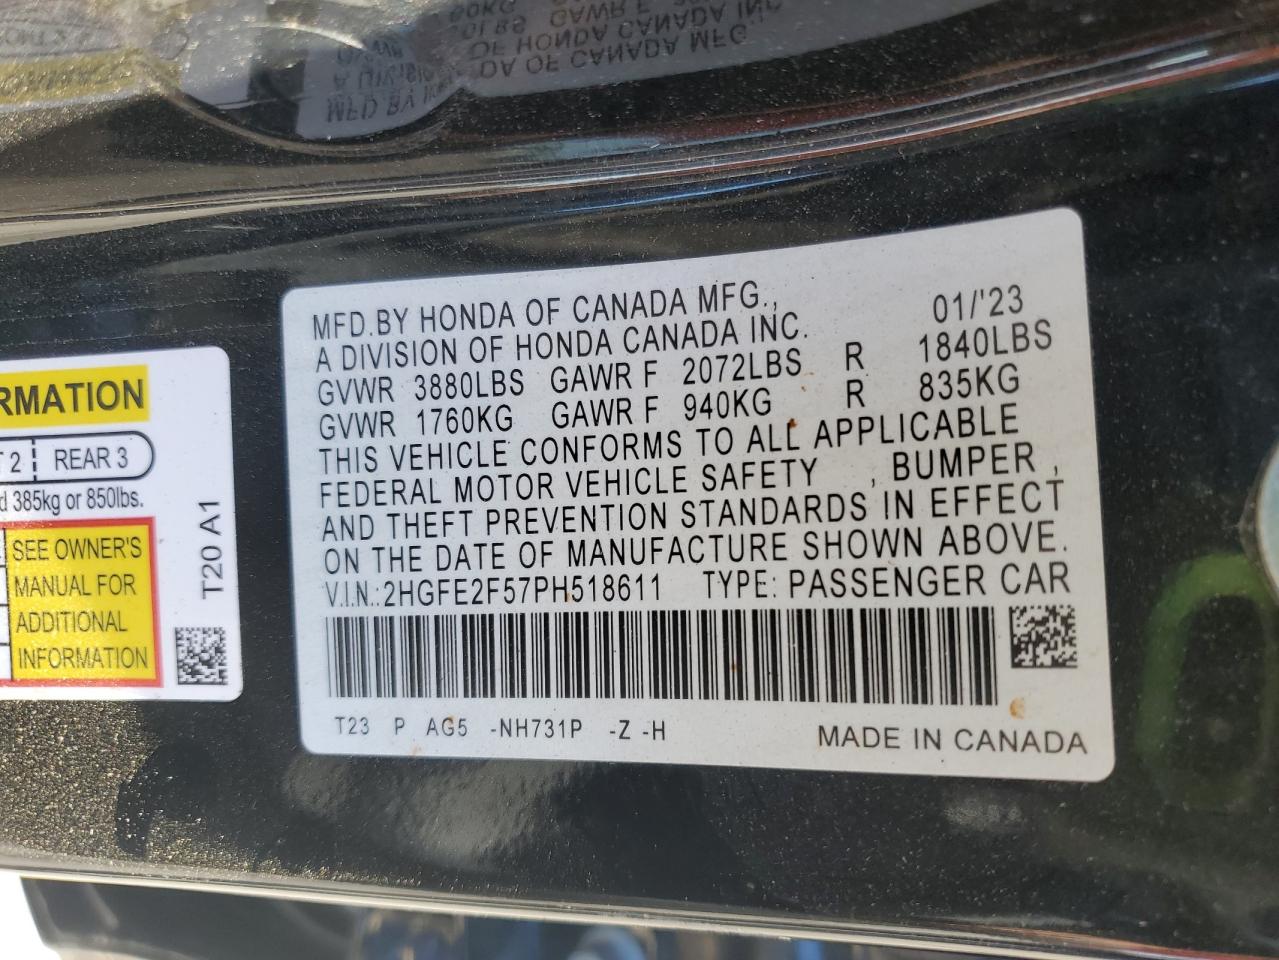 RMATION
T 2 REAR 3
d 385kg or 850lbs.
SEE OWNER'S
MANUAL FOR
ADDITIONAL
INFORMATION
T20 A1
MFD.BY HONDA OF CANADA MFG., 01/'23
A DIVISION OF HONDA CANADA INC.
GVWR 3880LBS GAWR F 2072LBS R 1840LBS
GVWR 1760KG GAWR F 940KG R 835KG
THIS VEHICLE CONFORMS TO ALL APPLICABLE
FEDERAL MOTOR VEHICLE SAFETY , BUMPER ,
AND THEFT PREVENTION STANDARDS IN EFFECT
ON THE DATE OF MANUFACTURE SHOWN ABOVE.
V.I.N.:2HGFE2F57PH518611 TYPE: PASSENGER CAR
T23 P AG5 -NH731P -Z -H MADE IN CANADA